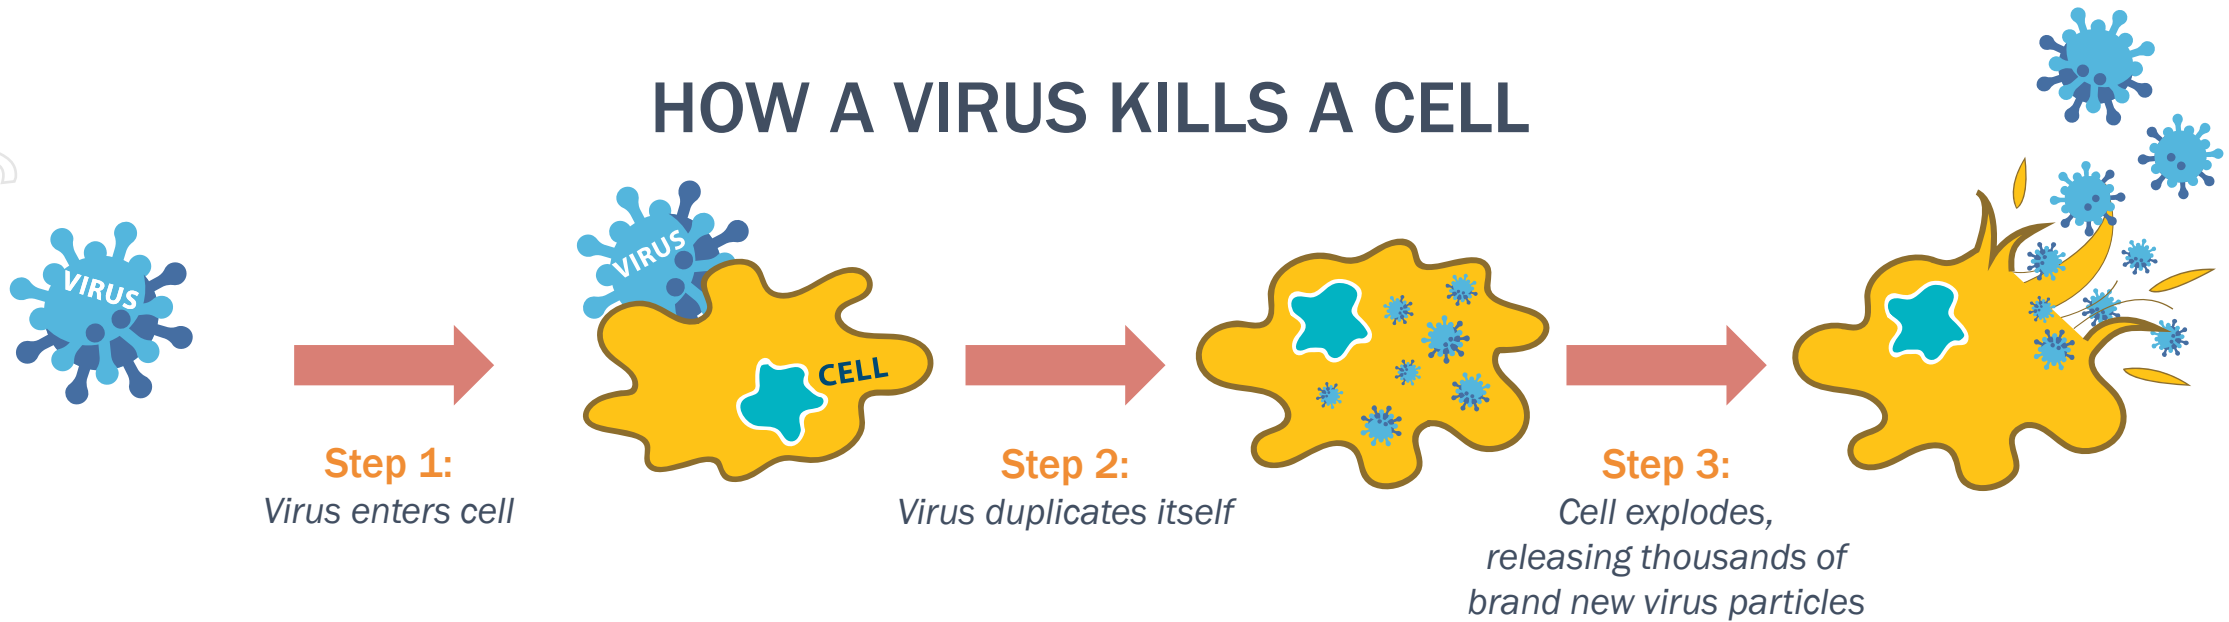 HOW A VIRUS KILLS A CELL
VIRUS
VIRUS
CELL
Step 1:
Virus enters cell
Step 2:
Virus duplicates itself
Step 3:
Cell explodes,
releasing thousands of
brand new virus particles